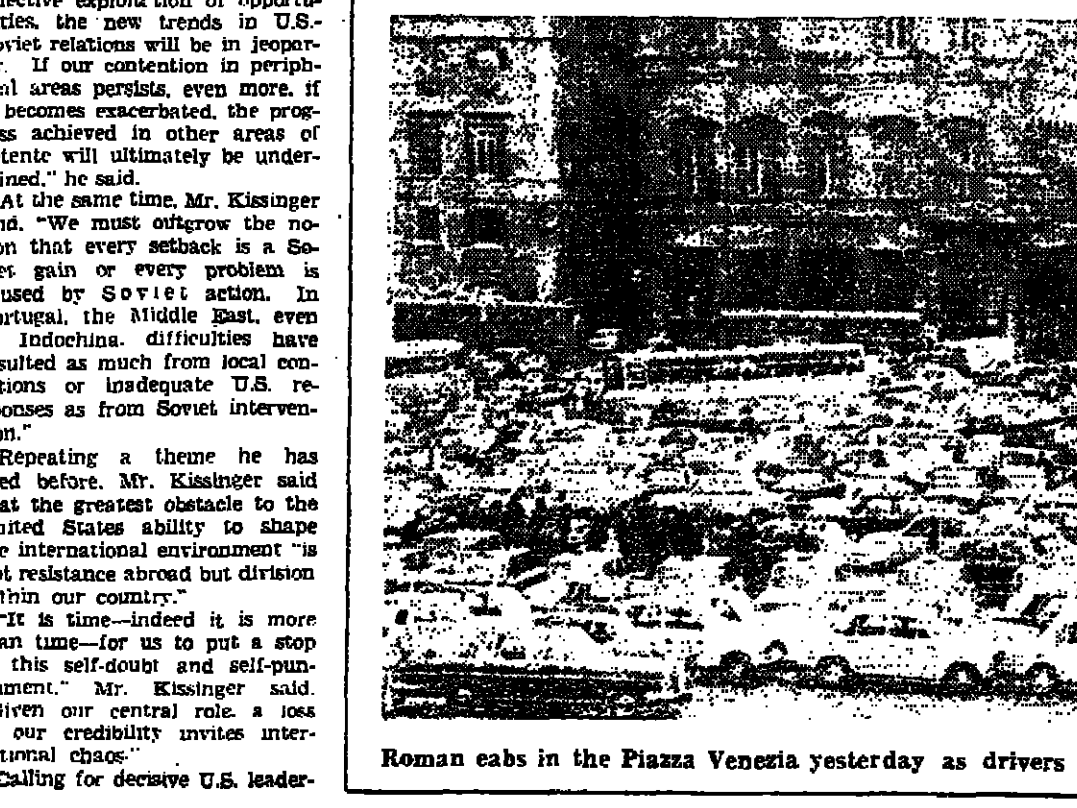 ective exploitation of opportu-
ties, the new trends in U.S.-
oviet relations will be in jeopar-
. If our contention in periph-
al areas persists, even more, if
becomes exacerbated, the prog-
ss achieved in other areas of
tente will ultimately be under-
ined," he said.
At the same time, Mr. Kissinger
id, "We must outgrow the no-
on that every setback is a So-
et gain or every problem is
used by Soviet action. In
rtugal, the Middle East, even
Indochina, difficulties have
sulted as much from local con-
tions or inadequate U.S. re-
ponses as from Soviet interven-
on."
Repeating a theme he has
ed before, Mr. Kissinger said
at the greatest obstacle to the
nited States ability to shape
e international environment "is
ot resistance abroad but division
thin our country."
"It is time—indeed it is more
an time—for us to put a stop
this self-doubt and self-pun-
hment." Mr. Kissinger said.
iven our central role, a loss
our credibility invites inter-
tional chaos."
Calling for decisive U.S. leader-
Roman cabs in the Piazza Venezia yesterday as drivers